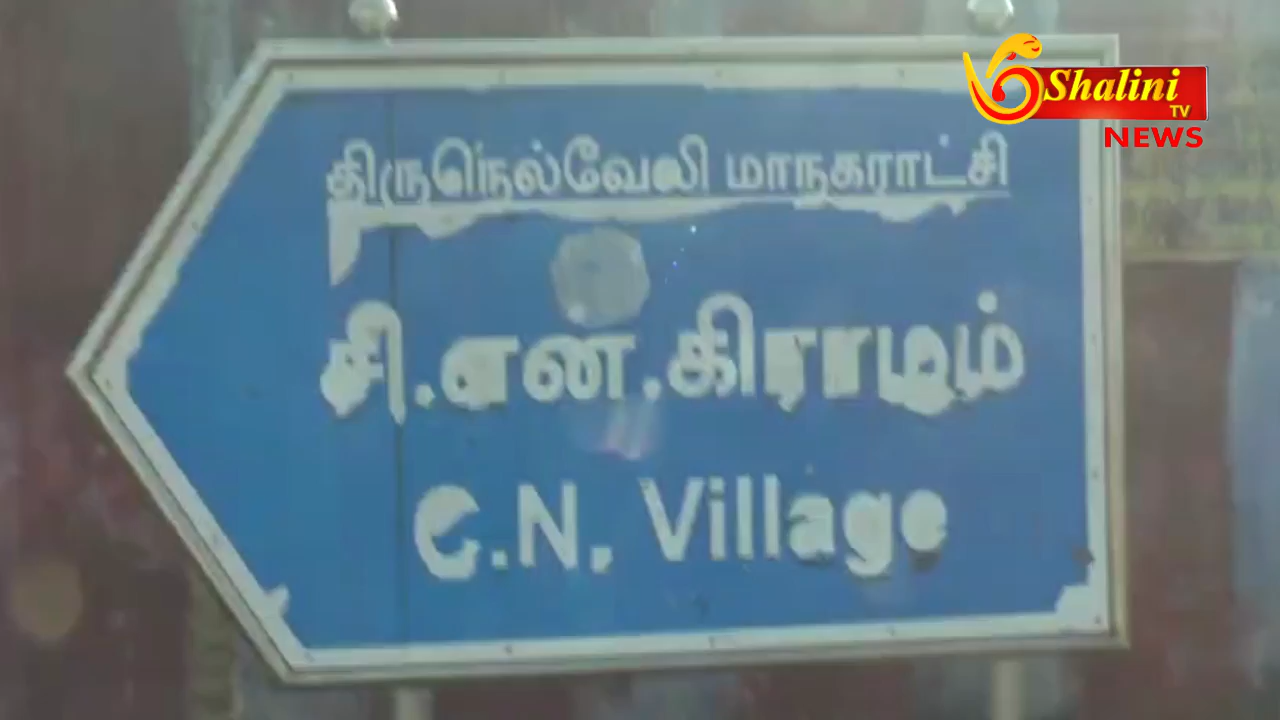 Shalini
TV
NEWS
திருநெல்வேலி மாநகராட்சி
சி.என.கிராமம்
C.N. Village